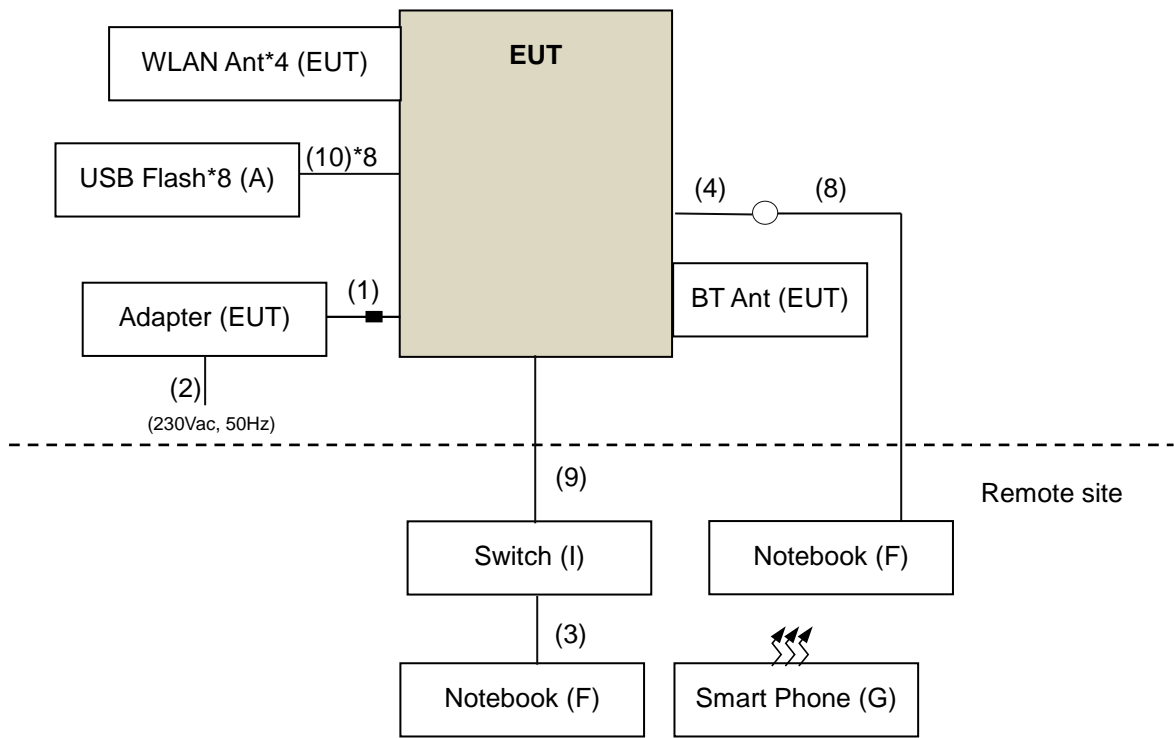 WLAN Ant*4 (EUT)
EUT
USB Flash*8 (A)
(10)*8
(4)
(8)
BT Ant (EUT)
Adapter (EUT)
(1)
(2)
(230Vac, 50Hz)
(9)
Remote site
Switch (I)
Notebook (F)
(3)
Notebook (F)
Smart Phone (G)